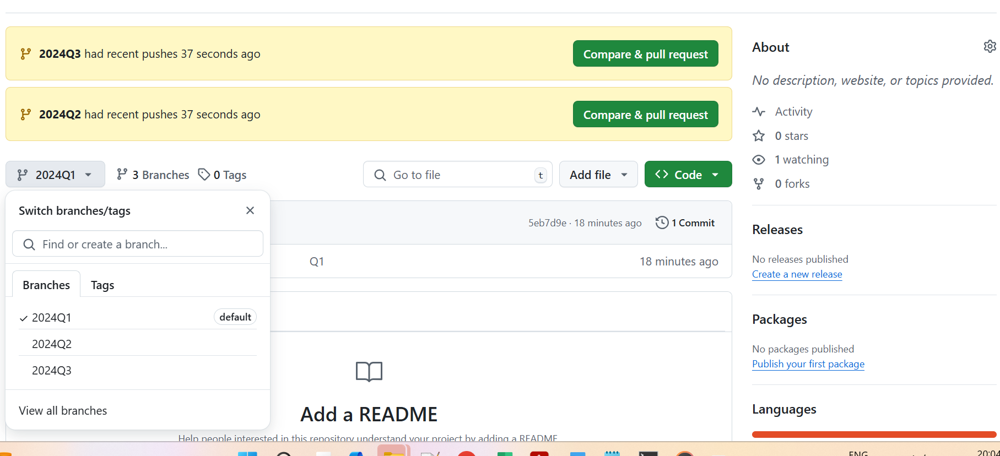 2024Q3 had recent pushes 37 seconds ago
Compare & pull request
2024Q2 had recent pushes 37 seconds ago
Compare & pull request
2024Q1
3 Branches
0 Tags
Go to file
t
Add file
Code
Switch branches/tags
Find or create a branch...
Branches
Tags
2024Q1
default
2024Q2
2024Q3
View all branches
5eb7d9e · 18 minutes ago
1 Commit
Q1
18 minutes ago
Add a README
Help people interested in this repository understand your project by adding a README
About
No description, website, or topics provided.
Activity
0 stars
1 watching
0 forks
Releases
No releases published
Create a new release
Packages
No packages published
Publish your first package
Languages
ENG
20:04